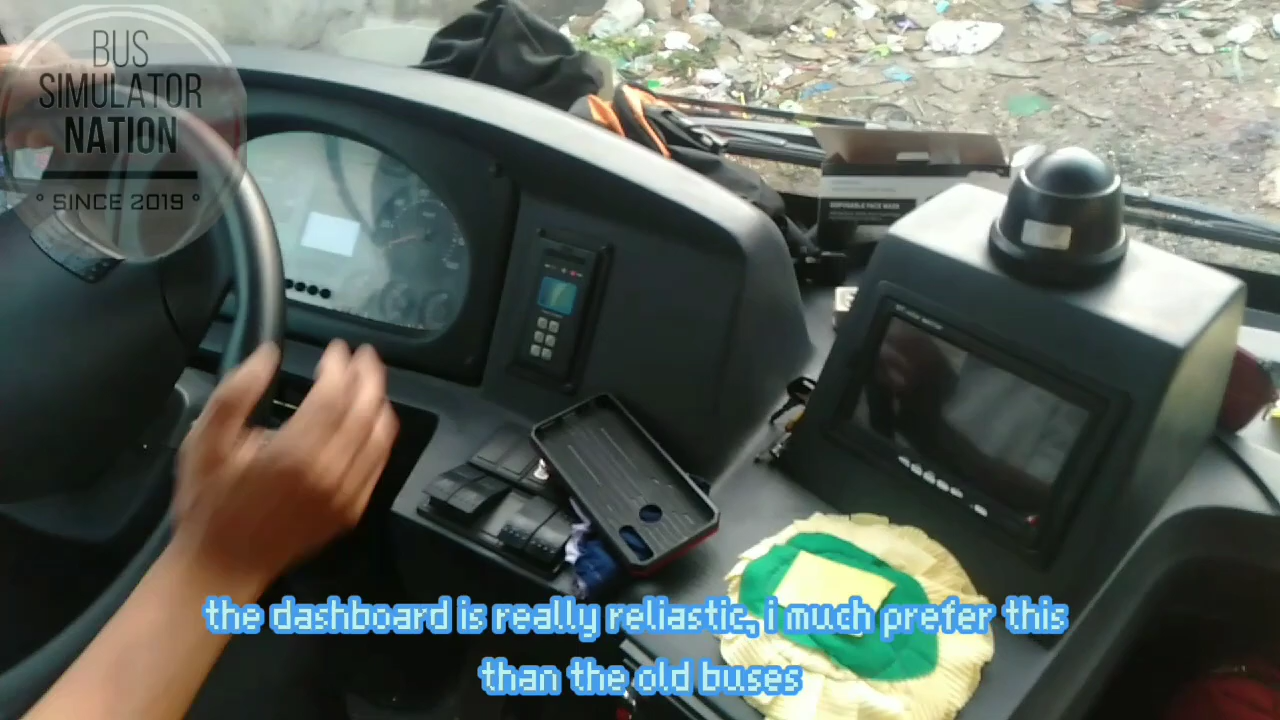 BUS
SIMULATOR
NATION
° SINCE 2019 °
DISPOSABLE FACE MASK
the dashboard is really reliastic, i much prefer this
than the old buses